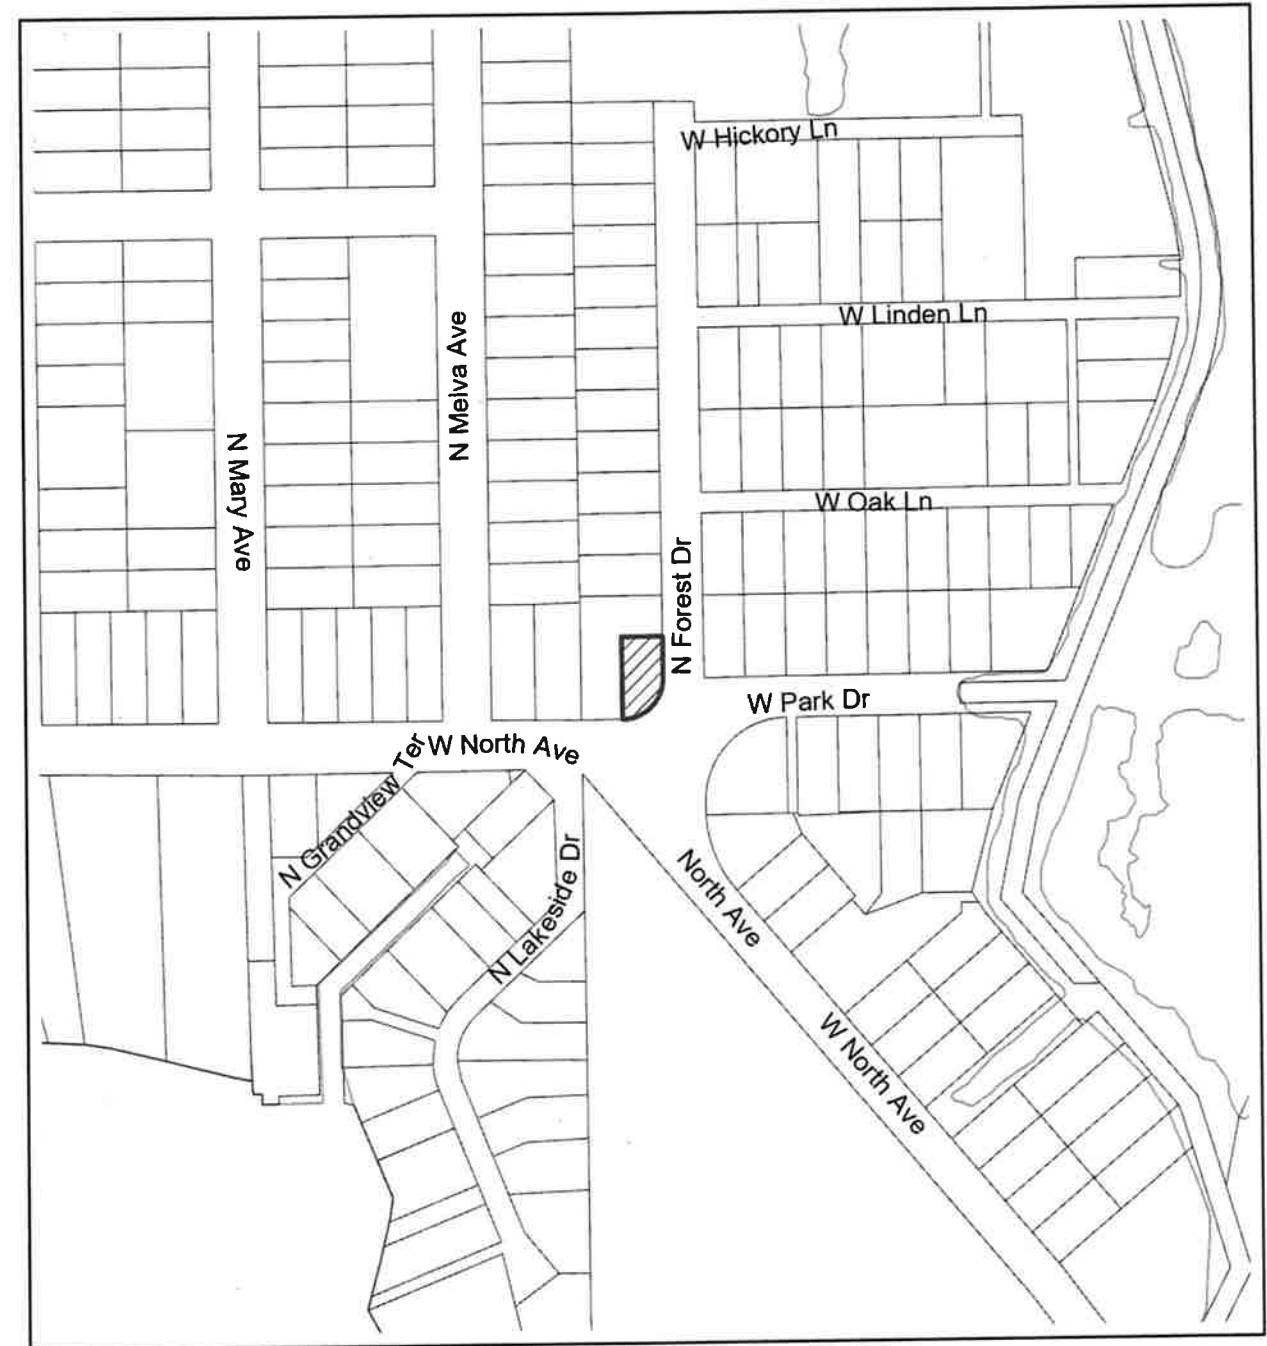 W Hickory Ln
W Linden Ln
N Melva Ave
N Mary Ave
W Oak Ln
N Forest Dr
W Park Dr
W North Ave
N Grandview Ter
N Lakeside Dr
North Ave
W North Ave